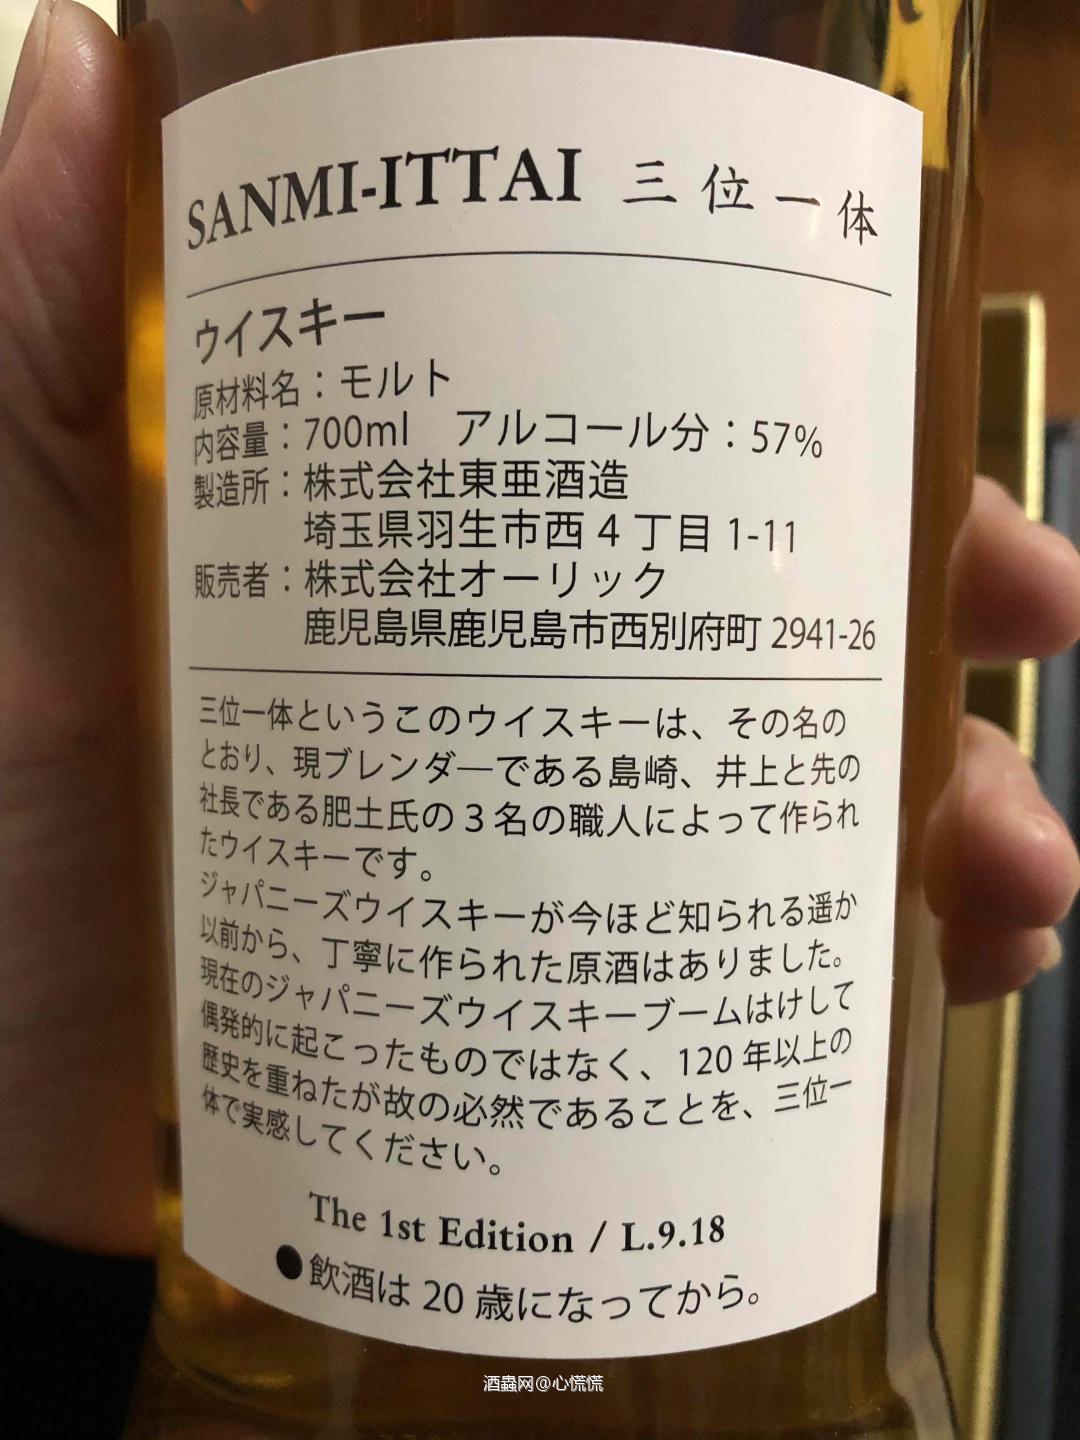 SANMI-ITTAI 三位一体
ウイスキー
原材料名：モルト
内容量：700ml アルコール分：57%
製造所：株式会社東亜酒造
埼玉県羽生市西 4 丁目 1-11
販売者：株式会社オーリック
鹿児島県鹿児島市西別府町 2941-26
三位一体というこのウイスキーは、その名の
とおり、現ブレンダ―である島崎、井上と先の
社長である肥土氏の 3 名の職人によって作られ
たウイスキーです。
ジャパニーズウイスキーが今ほど知られる遥か
以前から、丁寧に作られた原酒はありました。
現在のジャパニーズウイスキーブームはけして
偶発的に起こったものではなく、120 年以上の
歴史を重ねたが故の必然であることを、三位一
体で実感してください。
The 1st Edition / L.9.18
●飲酒は 20 歳になってから。
酒蟲网@心慌慌